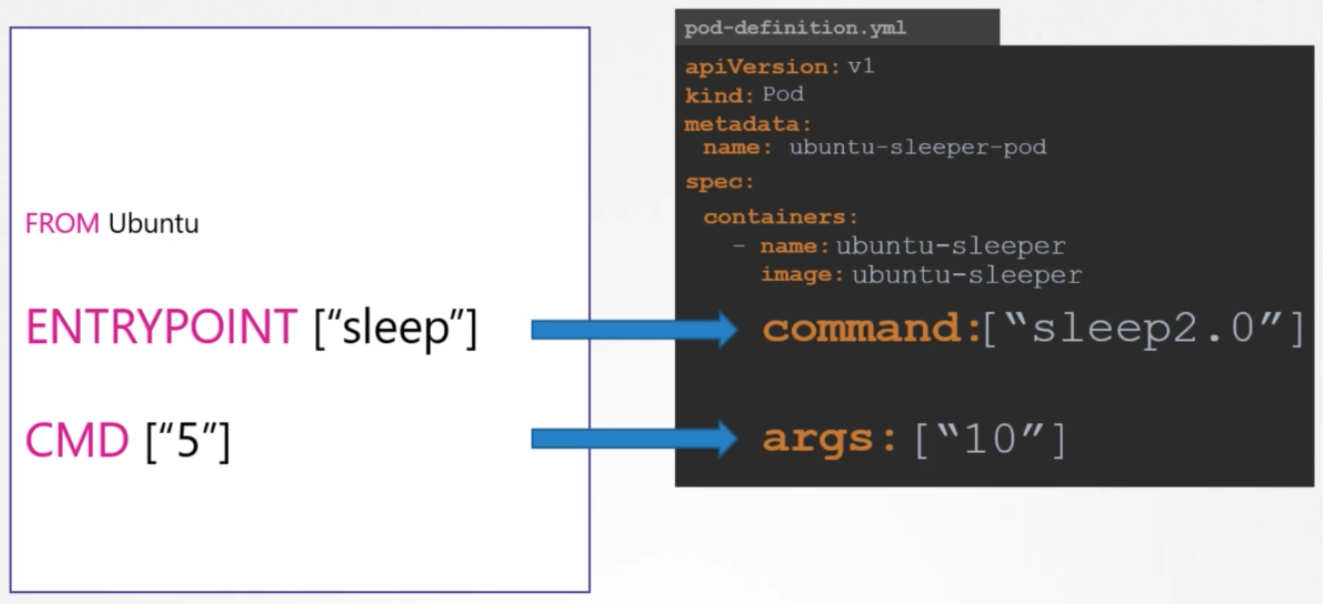 FROM Ubuntu
ENTRYPOINT [“sleep”]
CMD [“5”]
pod-definition.yml
apiVersion: v1
kind: Pod
metadata:
name: ubuntu-sleeper-pod
spec:
containers:
- name: ubuntu-sleeper
image: ubuntu-sleeper
command:[“sleep2.0”]
args: [“10”]